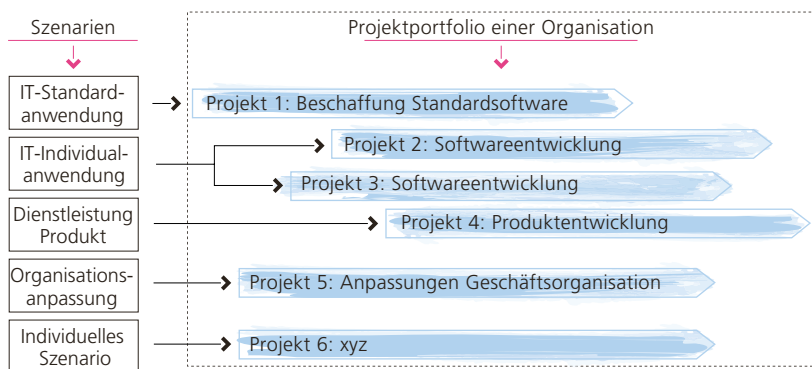 Szenarien
Projektportfolio einer Organisation
IT-Standard-
anwendung
Projekt 1: Beschaffung Standardsoftware
IT-Individual-
anwendung
Projekt 2: Softwareentwicklung
Projekt 3: Softwareentwicklung
Dienstleistung
Produkt
Projekt 4: Produktentwicklung
Organisations-
anpassung
Projekt 5: Anpassungen Geschäftsorganisation
Individuelles
Szenario
Projekt 6: xyz